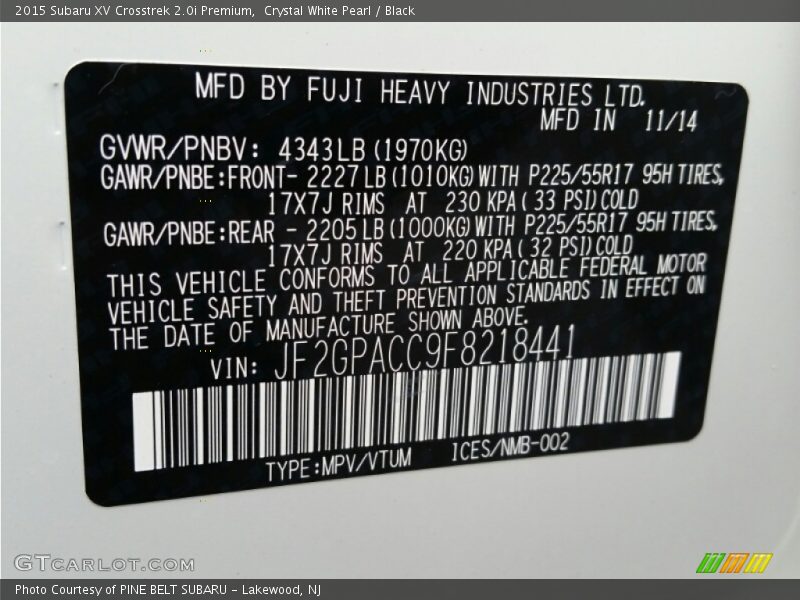 2015 Subaru XV Crosstrek 2.0i Premium,  Crystal White Pearl / Black
MFD BY FUJI HEAVY INDUSTRIES LTD.
MFD IN 11/14
GVWR/PNBV: 4343LB(1970KG)
GAWR/PNBE:FRONT- 2227LB(1010KG)WITH P225/55R17 95H TIRES,
17X7J RIMS AT 230 KPA( 33 PSI)COLD
GAWR/PNBE:REAR - 2205LB(1000KG)WITH P225/55R17 95H TIRES,
17X7J RIMS AT 220 KPA( 32 PSI)COLD
THIS VEHICLE CONFORMS TO ALL APPLICABLE FEDERAL MOTOR
VEHICLE SAFETY AND THEFT PREVENTION STANDARDS IN EFFECT ON
THE DATE OF MANUFACTURE SHOWN ABOVE.
VIN: JF2GPACC9F8218441
TYPE:MPV/VTUM ICES/NMB-002
GTCARLOT.COM
Photo Courtesy of PINE BELT SUBARU - Lakewood, NJ